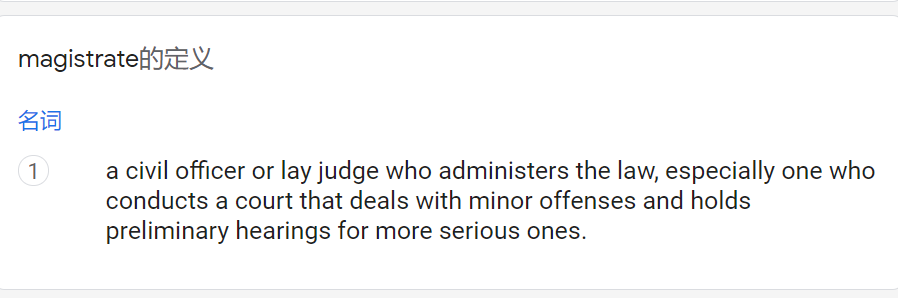 magistrate的定义
名词
1
a civil officer or lay judge who administers the law, especially one who
conducts a court that deals with minor offenses and holds
preliminary hearings for more serious ones.